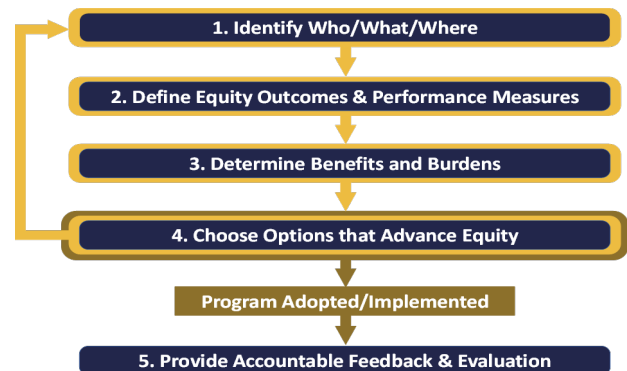 1. Identify Who/What/Where
2. Define Equity Outcomes & Performance Measures
3. Determine Benefits and Burdens
4. Choose Options that Advance Equity
Program Adopted/Implemented
5. Provide Accountable Feedback & Evaluation